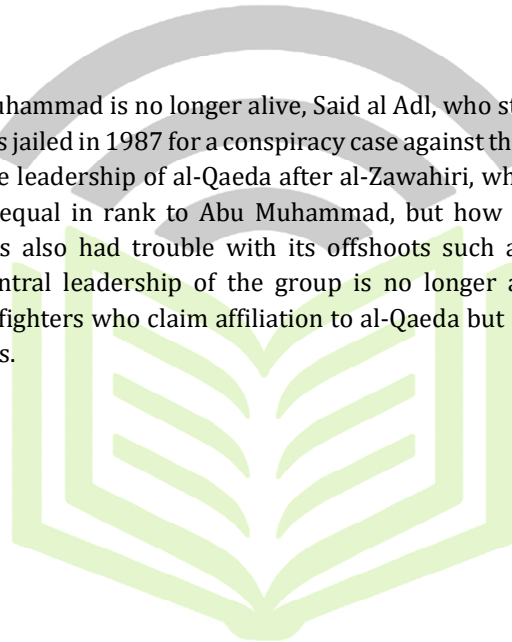 uhammad is no longer alive, Said al Adl, who st
s jailed in 1987 for a conspiracy case against th
e leadership of al-Qaeda after al-Zawahiri, wh
equal in rank to Abu Muhammad, but how
s also had trouble with its offshoots such a
ntral leadership of the group is no longer a
fighters who claim affiliation to al-Qaeda but
s.